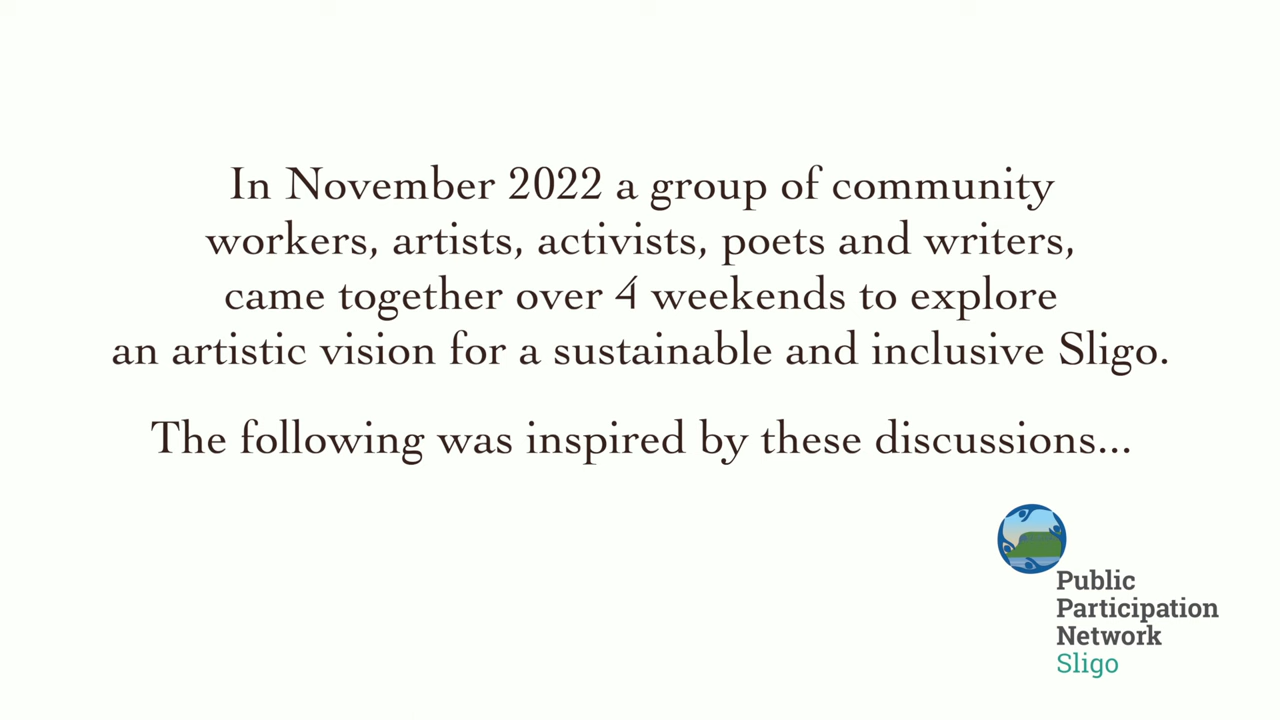 In November 2022 a group of community
workers, artists, activists, poets and writers,
came together over 4 weekends to explore
an artistic vision for a sustainable and inclusive Sligo.
The following was inspired by these discussions...
Public
Participation
Network
Sligo